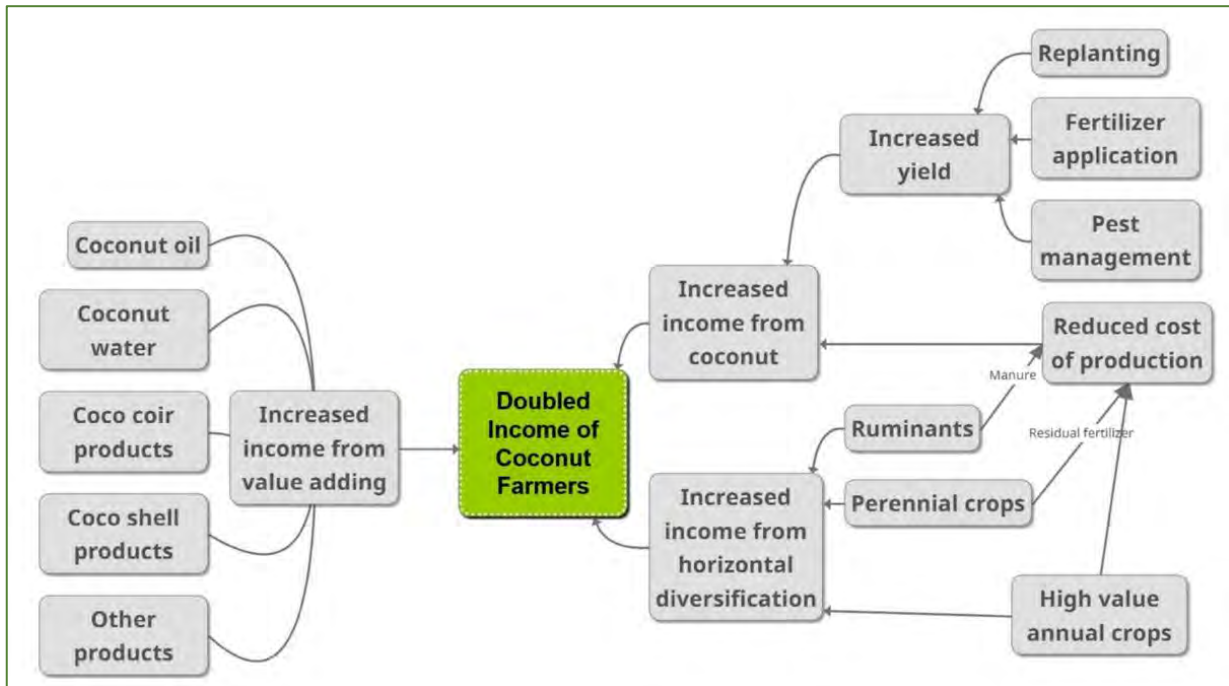 Replanting
Increased
yield
Fertilizer
application
Pest
management
Coconut oil
Coconut
water
Coco coir
products
Coco shell
products
Other
products
Increased
income from
value adding
Doubled
Income of
Coconut
Farmers
Increased
income from
coconut
Reduced cost
of production
Manure
Ruminants
Residual fertilizer
Increased
income from
horizontal
diversification
Perennial crops
High value
annual crops